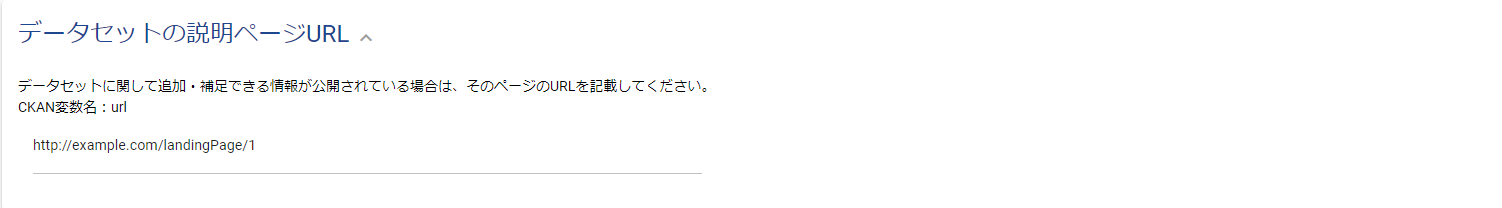 データセットの説明ページURL
データセットに関して追加・補足できる情報が公開されている場合は、そのページのURLを記載してください。
CKAN変数名：url
http://example.com/landingPage/1